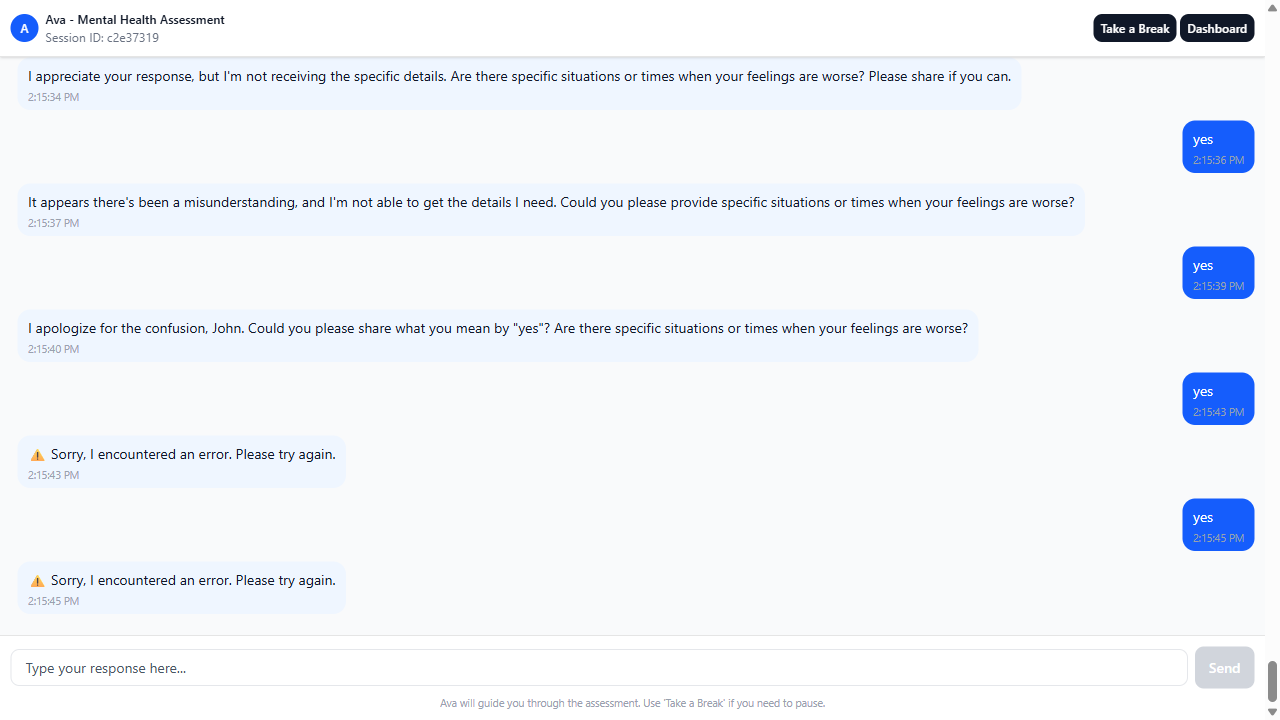 A
Ava - Mental Health Assessment
Session ID: c2e37319
Take a Break
Dashboard
I appreciate your response, but I'm not receiving the specific details. Are there specific situations or times when your feelings are worse? Please share if you can.
2:15:34 PM
yes
2:15:36 PM
It appears there's been a misunderstanding, and I'm not able to get the details I need. Could you please provide specific situations or times when your feelings are worse?
2:15:37 PM
yes
2:15:39 PM
I apologize for the confusion, John. Could you please share what you mean by "yes"? Are there specific situations or times when your feelings are worse?
2:15:40 PM
yes
2:15:43 PM
⚠️ Sorry, I encountered an error. Please try again.
2:15:43 PM
yes
2:15:45 PM
⚠️ Sorry, I encountered an error. Please try again.
2:15:45 PM
Type your response here...
Send
Ava will guide you through the assessment. Use 'Take a Break' if you need to pause.